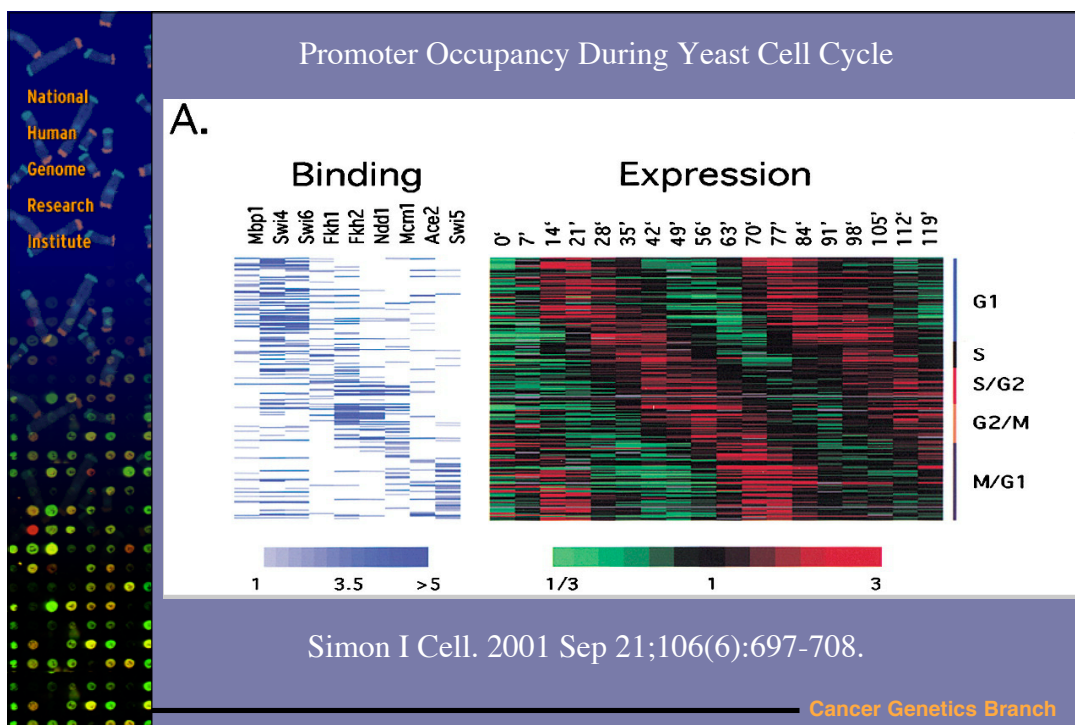 Promoter Occupancy During Yeast Cell Cycle
National
Human
Genome
Research
Institute
A.
Binding
Expression
Mbp1
Swi4
Swi6
Fkh1
Fkh2
Ndd1
Mcm1
Ace2
Swi5
0‘
7’
14‘
21’
28‘
35’
42‘
49’
56‘
63’
70‘
77’
84‘
91’
98‘
105’
112‘
119’
G1
S
S/G2
G2/M
M/G1
1 3.5 >5
1/3 1 3
Simon I Cell. 2001 Sep 21;106(6):697-708.
Cancer Genetics Branch